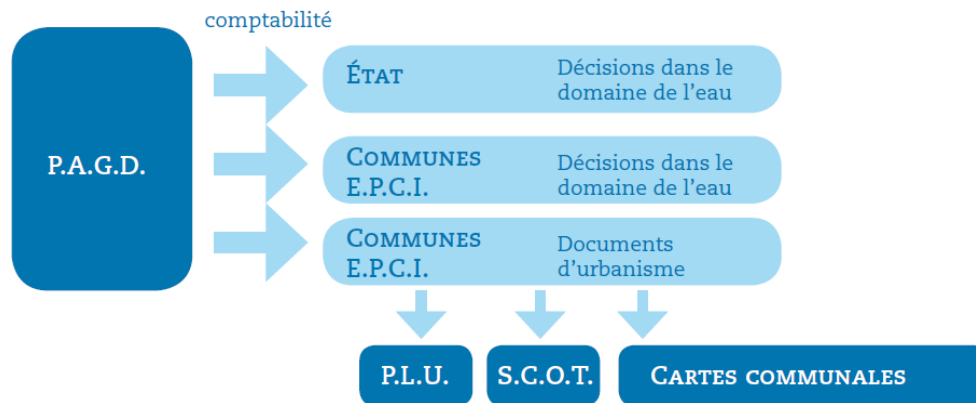 comptabilité
P.A.G.D.
ÉTAT
Décisions dans le
domaine de l'eau
COMMUNES
E.P.C.I.
Décisions dans le
domaine de l'eau
COMMUNES
E.P.C.I.
Documents
d'urbanisme
P.L.U.
S.C.O.T.
CARTES COMMUNALES